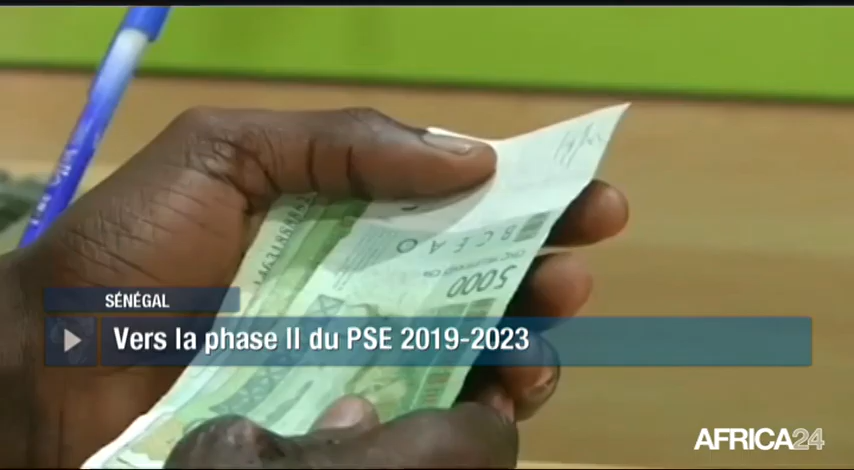 BCEAO
5000
SÉNÉGAL
Vers la phase II du PSE 2019-2023
AFRICA24